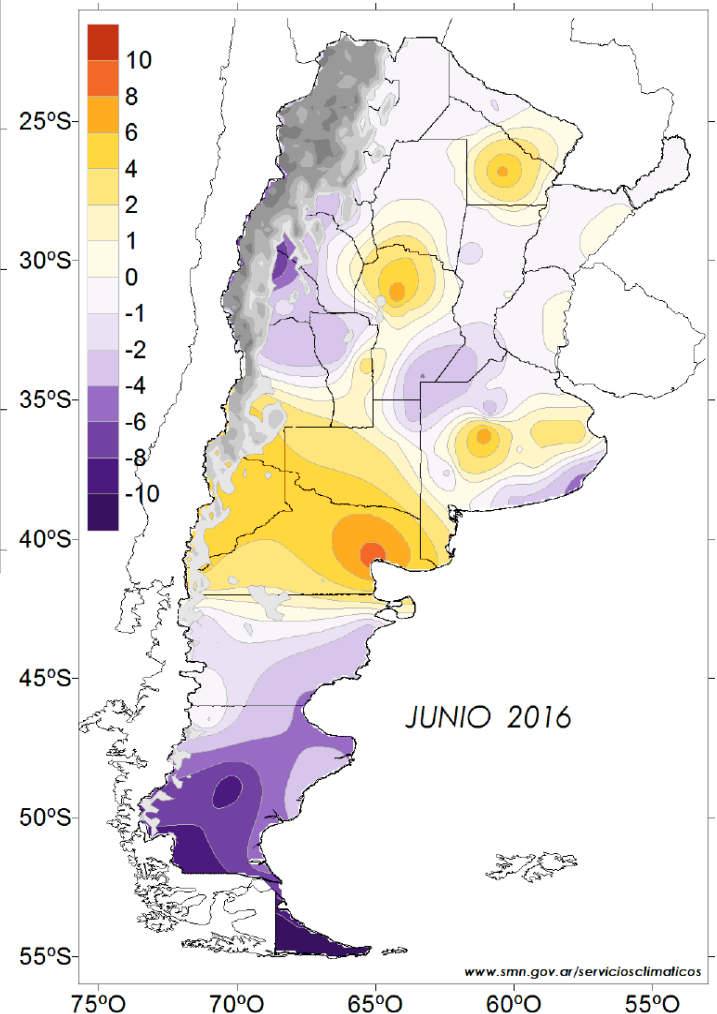 10
8
6
4
2
1
0
-1
-2
-4
-6
-8
-10
25ºS
30ºS
35ºS
40ºS
45ºS
50ºS
55ºS
JUNIO 2016
www.smn.gov.ar/serviciosclimaticos
75ºO 70ºO 65ºO 60ºO 55ºO